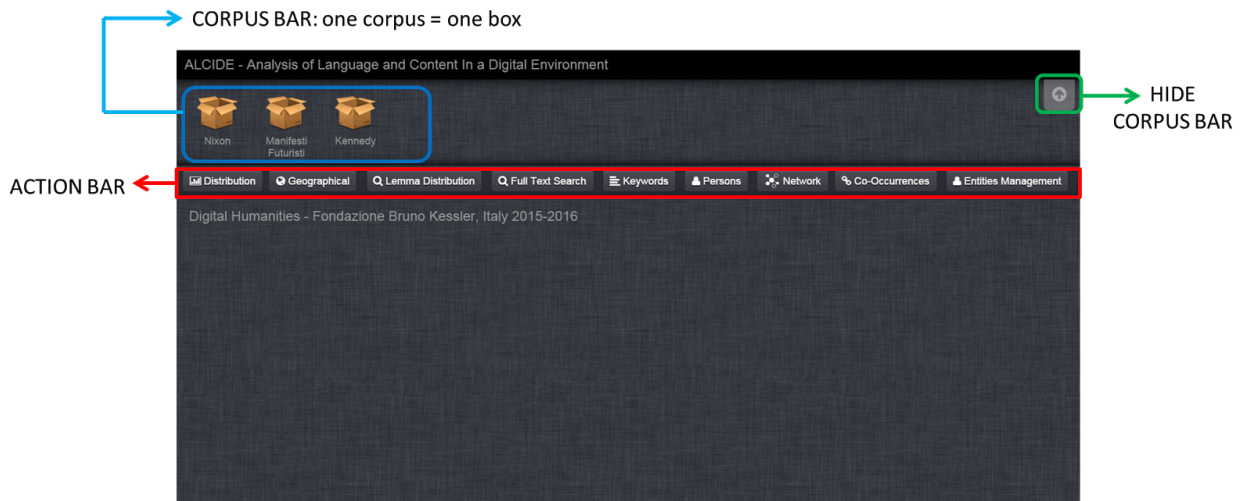 CORPUS BAR: one corpus = one box
ALCIDE - Analysis of Language and Content In a Digital Environment
HIDE
CORPUS BAR
Nixon
Manifesti
Futuristi
Kennedy
ACTION BAR
Distribution Geographical Lemma Distribution Full Text Search Keywords Persons Network Co-Occurrences Entities Management
Digital Humanities - Fondazione Bruno Kessler, Italy 2015-2016